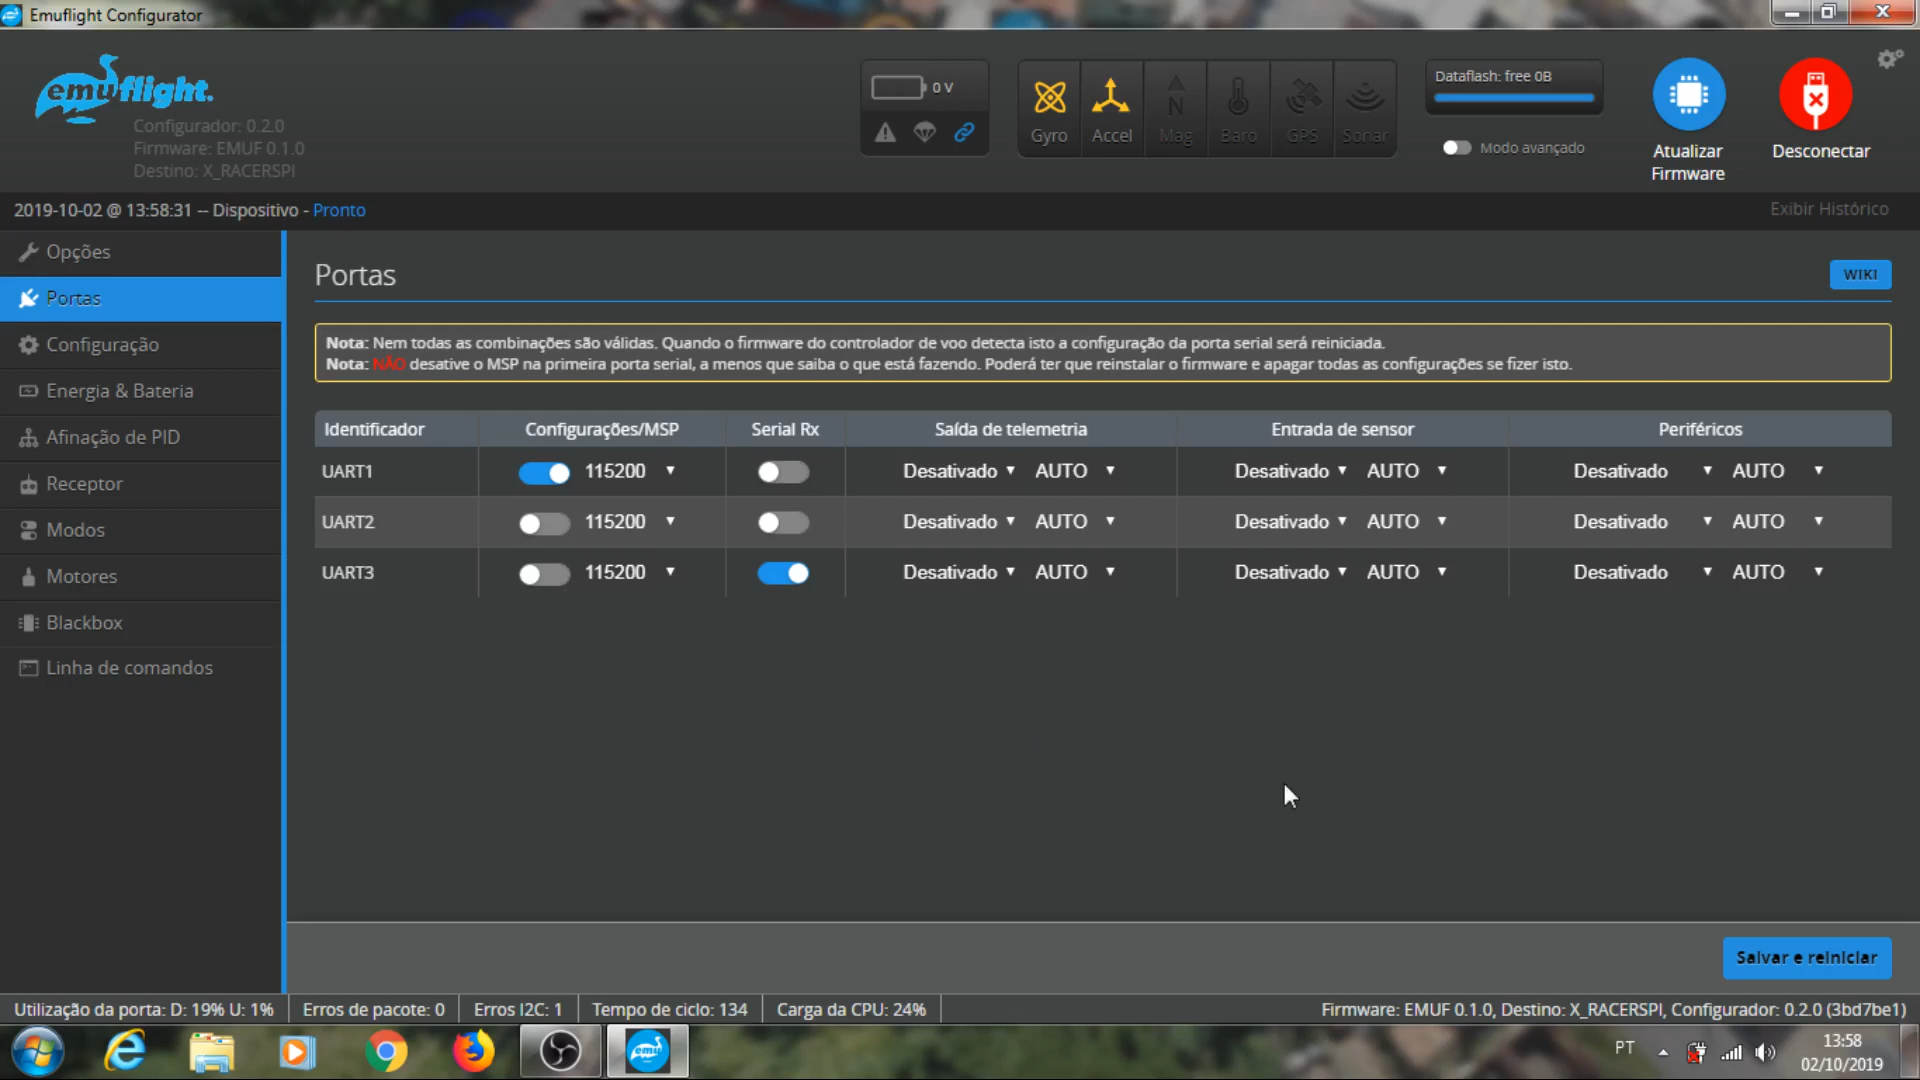 Emuflight Configurator
emuflight.
Configurador: 0.2.0
Firmware: EMUF 0.1.0
Destino: X_RACERSPI
0 V
Gyro
Accel
Mag
Baro
GPS
Sonar
Dataflash: free 0B
Modo avançado
Atualizar
Firmware
Desconectar
2019-10-02 @ 13:58:31 -- Dispositivo - Pronto
Exibir Histórico
Opções
Portas
Configuração
Energia & Bateria
Afinação de PID
Receptor
Modos
Motores
Blackbox
Linha de comandos
Portas
WIKI
Nota: Nem todas as combinações são válidas. Quando o firmware do controlador de voo detecta isto a configuração da porta serial será reiniciada.
Nota: NÃO desative o MSP na primeira porta serial, a menos que saiba o que está fazendo. Poderá ter que reinstalar o firmware e apagar todas as configurações se fizer isto.
Identificador Configurações/MSP Serial Rx Saída de telemetria Entrada de sensor Periféricos
UART1 115200 Desativado AUTO Desativado AUTO Desativado AUTO
UART2 115200 Desativado AUTO Desativado AUTO Desativado AUTO
UART3 115200 Desativado AUTO Desativado AUTO Desativado AUTO
Salvar e reiniciar
Utilização da porta: D: 19% U: 1% Erros de pacote: 0 Erros I2C: 1 Tempo de ciclo: 134 Carga da CPU: 24% Firmware: EMUF 0.1.0, Destino: X_RACERSPI, Configurador: 0.2.0 (3bd7be1)
emu
PT
13:58
02/10/2019